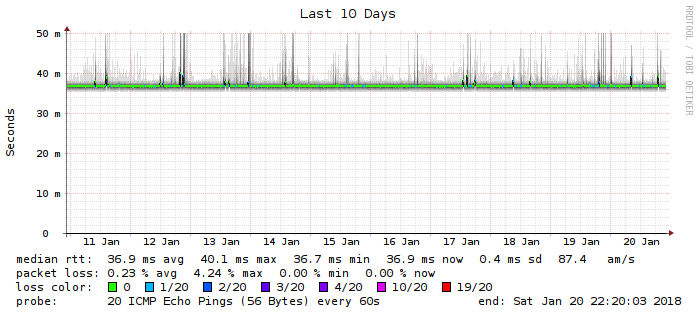 Last 10 Days
RRDTOOL / TOBI OETIKER
Seconds
50 m
40 m
30 m
20 m
10 m
0
11 Jan 12 Jan 13 Jan 14 Jan 15 Jan 16 Jan 17 Jan 18 Jan 19 Jan 20 Jan
median rtt: 36.9 ms avg 40.1 ms max 36.7 ms min 36.9 ms now 0.4 ms sd 87.4 am/s
packet loss: 0.23 % avg 4.24 % max 0.00 % min 0.00 % now
loss color: 0 1/20 2/20 3/20 4/20 10/20 19/20
probe: 20 ICMP Echo Pings (56 Bytes) every 60s end: Sat Jan 20 22:20:03 2018